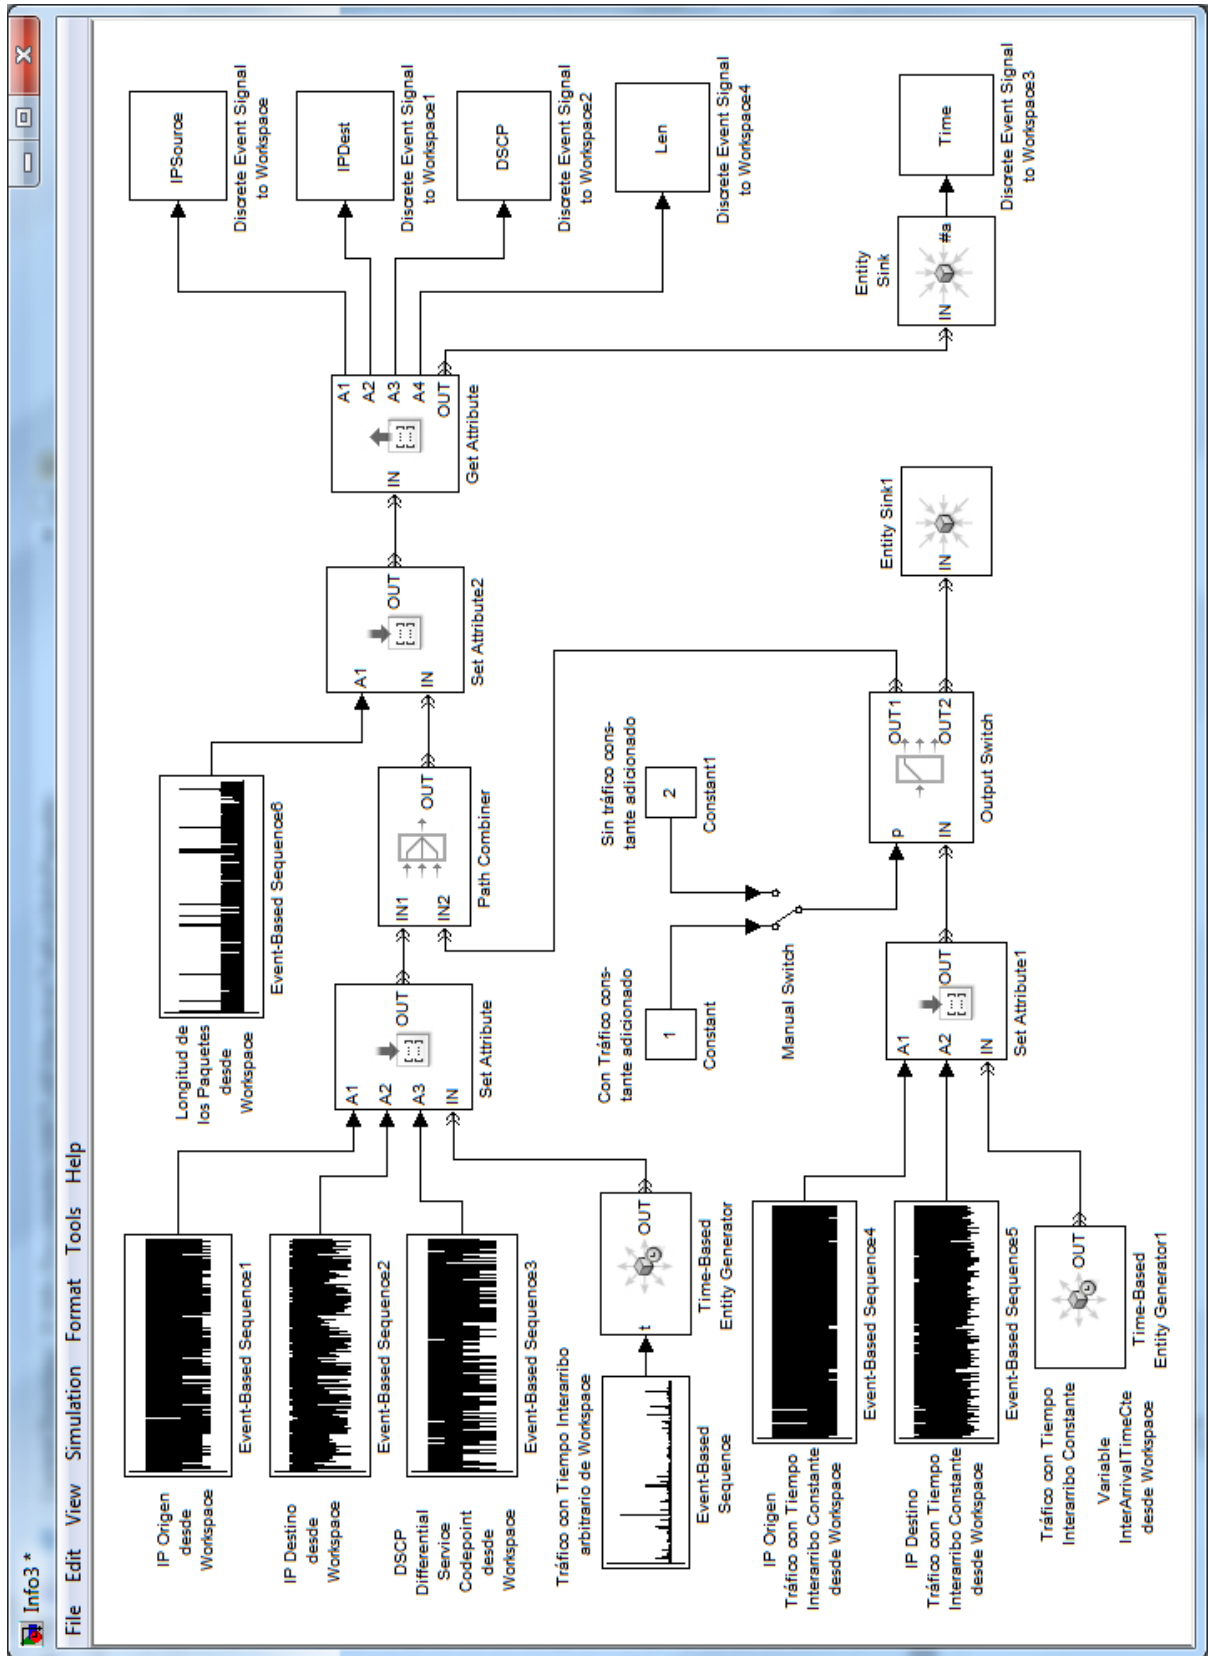 Info3 *
File Edit View Simulation Format Tools Help
IP Origen
desde
Workspace
Event-Based Sequence1
IP Destino
desde
Workspace
Event-Based Sequence2
DSCP
Differential
Service
Codepoint
desde
Workspace
Event-Based Sequence3
Tráfico con Tiempo Interarribo
arbitrario de Workspace
Event-Based
Sequence
t
OUT
Time-Based
Entity Generator
A1
A2
A3
IN
OUT
Set Attribute
Longitud de
los Paquetes
desde
Workspace
Event-Based Sequence6
IN1
IN2
OUT
Path Combiner
A1
IN
OUT
Set Attribute2
IN
A1
A2
A3
A4
OUT
Get Attribute
IPSource
Discrete Event Signal
to Workspace
IPDest
Discrete Event Signal
to Workspace1
DSCP
Discrete Event Signal
to Workspace2
Len
Discrete Event Signal
to Workspace4
Entity
Sink
IN
#a
Time
Discrete Event Signal
to Workspace3
Con Tráfico cons-
tante adicionado
1
Constant
Sin tráfico cons-
tante adicionado
2
Constant1
Manual Switch
IP Origen
Tráfico con Tiempo
Interarribo Constante
desde Workspace
Event-Based Sequence4
IP Destino
Tráfico con Tiempo
Interarribo Constante
desde Workspace
Event-Based Sequence5
Tráfico con Tiempo
Interarribo Constante
Variable
InterArrivalTimeCte
desde Workspace
OUT
Time-Based
Entity Generator1
A1
A2
IN
OUT
Set Attribute1
p
IN
OUT1
OUT2
Output Switch
Entity Sink1
IN